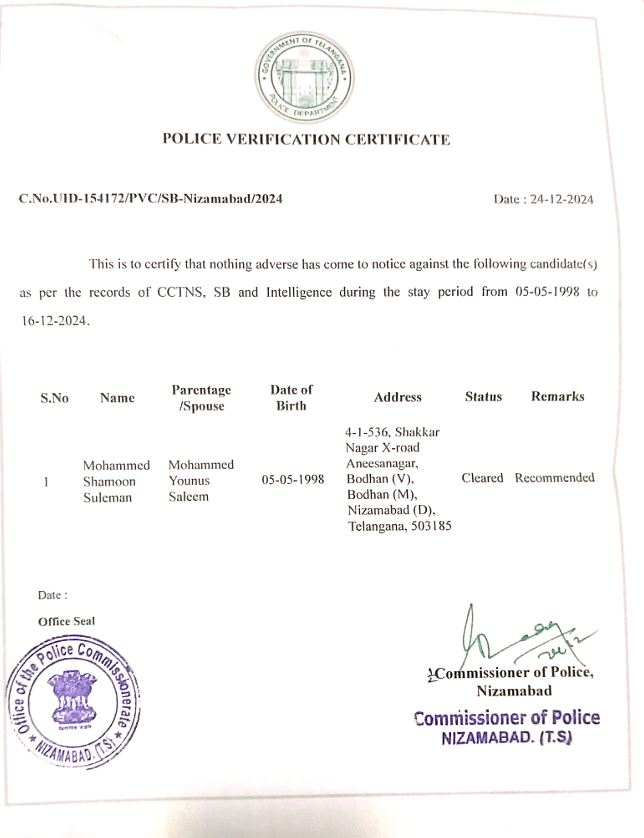 GOVERNMENT OF TELANGANA
POLICE DEPARTMENT
POLICE VERIFICATION CERTIFICATE
C.No.UID-154172/PVC/SB-Nizamabad/2024 Date : 24-12-2024
This is to certify that nothing adverse has come to notice against the following candidate(s)
as per the records of CCTNS, SB and Intelligence during the stay period from 05-05-1998 to
16-12-2024.
S.No Name Parentage /Spouse Date of Birth Address Status Remarks
1
Mohammed
Shamoon
Suleman
Mohammed
Younus
Saleem
05-05-1998
4-1-536, Shakkar
Nagar X-road
Aneesanagar,
Bodhan (V),
Bodhan (M),
Nizamabad (D),
Telangana, 503185
Cleared
Recommended
Date :
Office Seal
Office of the Police Commissionerate
NIZAMABAD. (T.S)
Commissioner of Police,
Nizamabad
Commissioner of Police
NIZAMABAD. (T.S)